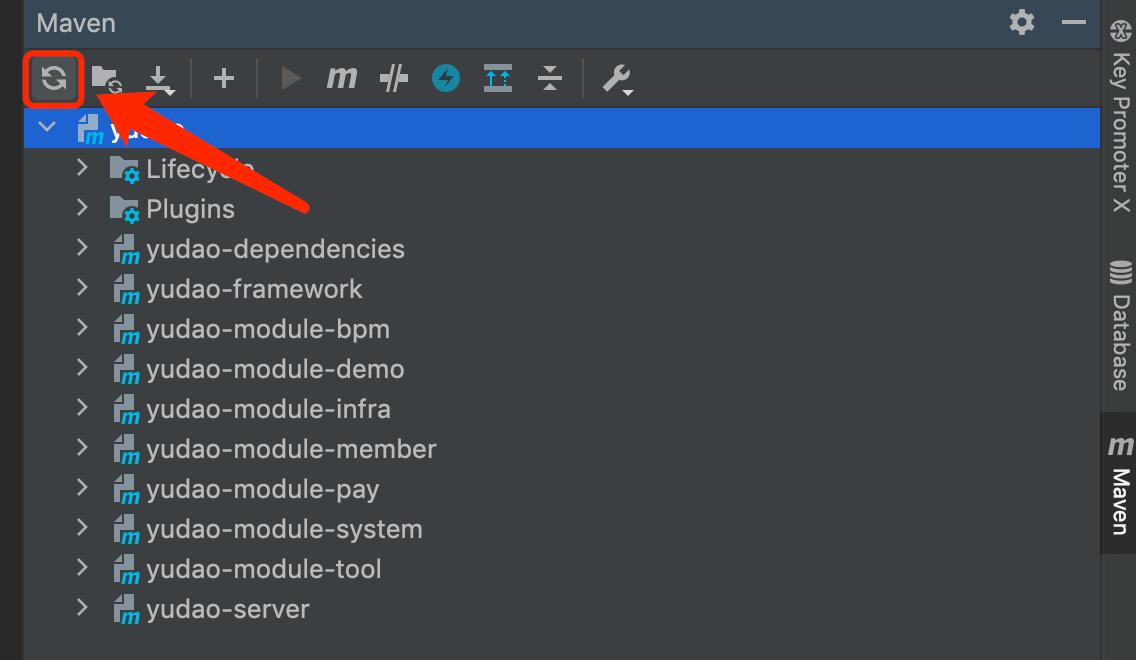 Maven
Lifecycle
Plugins
yudao-dependencies
yudao-framework
yudao-module-bpm
yudao-module-demo
yudao-module-infra
yudao-module-member
yudao-module-pay
yudao-module-system
yudao-module-tool
yudao-server
Key Promoter X
Database
Maven